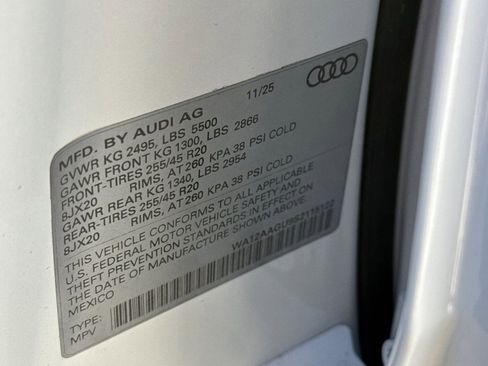 MFD. BY AUDI AG 11/25
GVWR KG 2495, LBS 5500
GAWR FRONT KG 1300, LBS 2866
FRONT-TIRES 255/45 R20
8JX20 RIMS, AT 260 KPA 38 PSI COLD
GAWR REAR KG 1340, LBS 2954
REAR-TIRES 255/45 R20
8JX20 RIMS, AT 260 KPA 38 PSI COLD
THIS VEHICLE CONFORMS TO ALL APPLICABLE
U.S. FEDERAL MOTOR VEHICLE SAFETY AND
THEFT PREVENTION STANDARDS IN EFFECT ON
THE DATE OF MANUFACTURE SHOWN ABOVE.
MEXICO
TYPE:
MPV